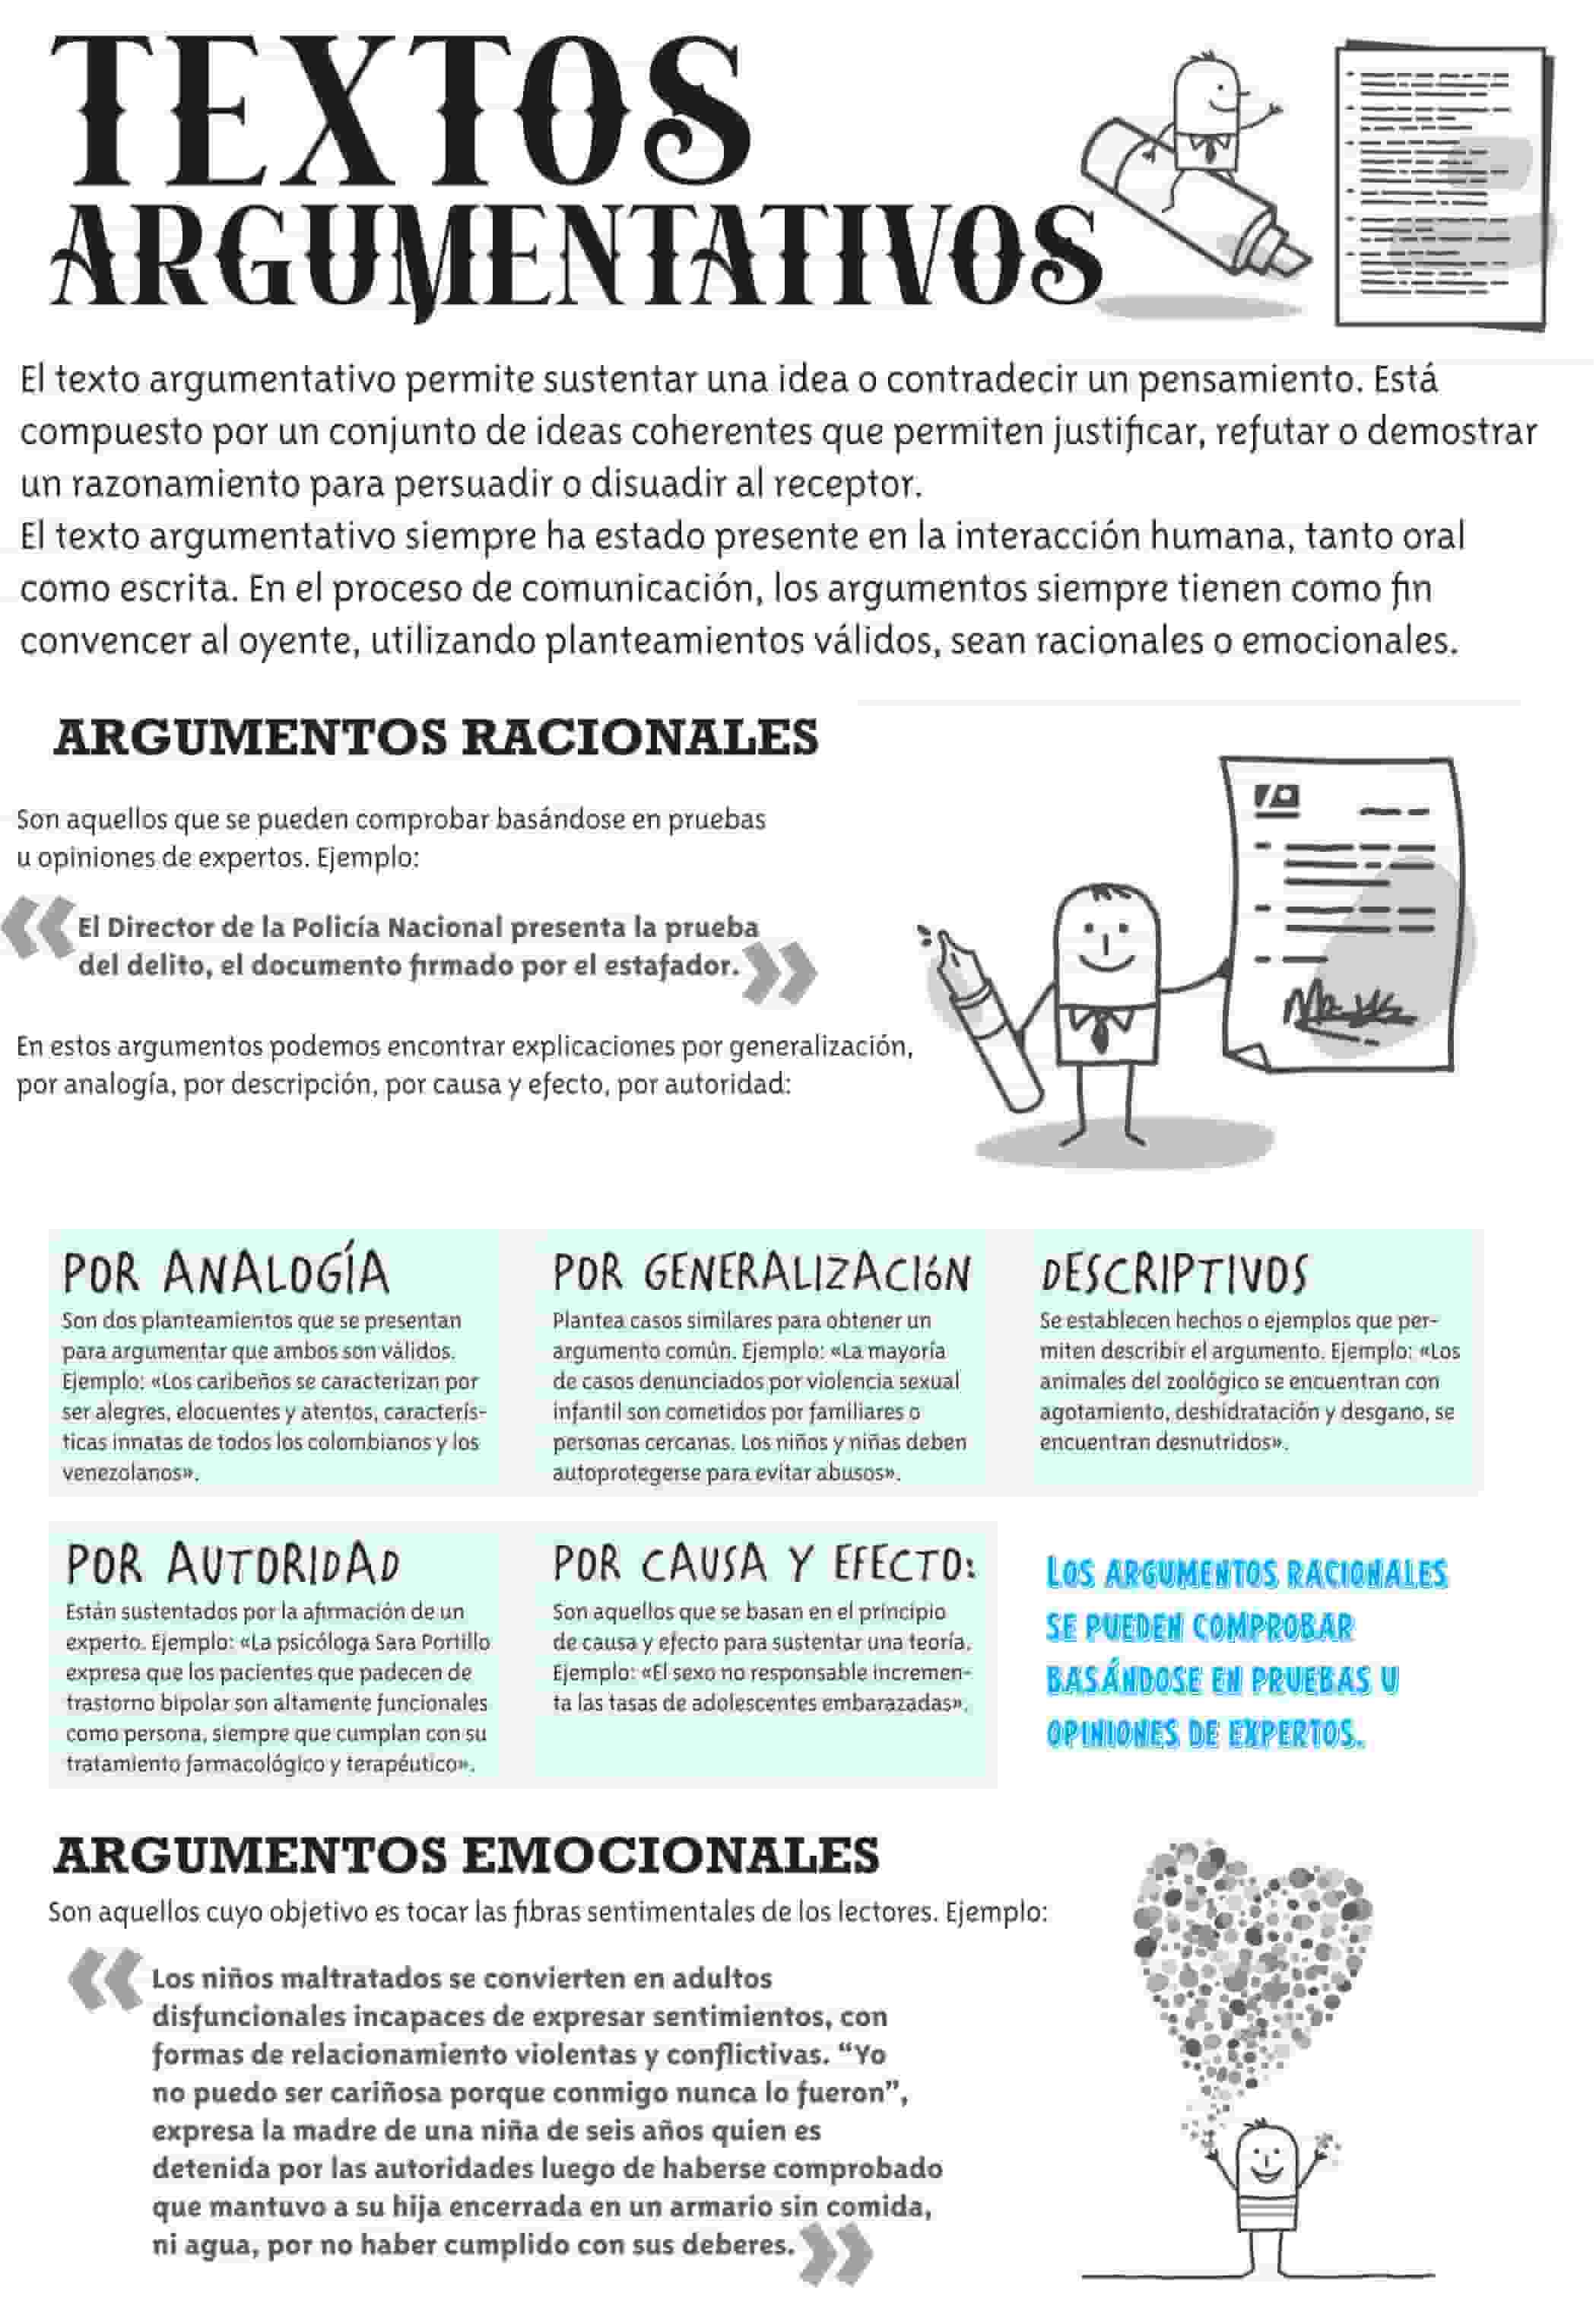 TEXTOS
ARGUMENTATIVOS
El texto argumentativo permite sustentar una idea o contradecir un pensamiento. Está
compuesto por un conjunto de ideas coherentes que permiten justificar, refutar o demostrar
un razonamiento para persuadir o disuadir al receptor.
El texto argumentativo siempre ha estado presente en la interacción humana, tanto oral
como escrita. En el proceso de comunicación, los argumentos siempre tienen como fin
convencer al oyente, utilizando planteamientos válidos, sean racionales o emocionales.
ARGUMENTOS RACIONALES
Son aquellos que se pueden comprobar basándose en pruebas
u opiniones de expertos. Ejemplo:
«El Director de la Policía Nacional presenta la prueba
del delito, el documento firmado por el estafador.»
En estos argumentos podemos encontrar explicaciones por generalización,
por analogía, por descripción, por causa y efecto, por autoridad:
POR ANALOGÍA
Son dos planteamientos que se presentan
para argumentar que ambos son válidos.
Ejemplo: «Los caribeños se caracterizan por
ser alegres, elocuentes y atentos, caracterís-
ticas innatas de todos los colombianos y los
venezolanos».
POR GENERALIZACIÓN
Plantea casos similares para obtener un
argumento común. Ejemplo: «La mayoría
de casos denunciados por violencia sexual
infantil son cometidos por familiares o
personas cercanas. Los niños y niñas deben
autoprotegerse para evitar abusos».
DESCRIPTIVOS
Se establecen hechos o ejemplos que per-
miten describir el argumento. Ejemplo: «Los
animales del zoológico se encuentran con
agotamiento, deshidratación y desgano, se
encuentran desnutridos».
POR AUTORIDAD
Están sustentados por la afirmación de un
experto. Ejemplo: «La psicóloga Sara Portillo
expresa que los pacientes que padecen de
trastorno bipolar son altamente funcionales
como persona, siempre que cumplan con su
tratamiento farmacológico y terapéutico».
POR CAUSA Y EFECTO:
Son aquellos que se basan en el principio
de causa y efecto para sustentar una teoría.
Ejemplo: «El sexo no responsable incremen-
ta las tasas de adolescentes embarazadas».
LOS ARGUMENTOS RACIONALES
SE PUEDEN COMPROBAR
BASÁNDOSE EN PRUEBAS U
OPINIONES DE EXPERTOS.
ARGUMENTOS EMOCIONALES
Son aquellos cuyo objetivo es tocar las fibras sentimentales de los lectores. Ejemplo:
«Los niños maltratados se convierten en adultos
disfuncionales incapaces de expresar sentimientos, con
formas de relacionamiento violentas y conflictivas. “Yo
no puedo ser cariñosa porque conmigo nunca lo fueron”,
expresa la madre de una niña de seis años quien es
detenida por las autoridades luego de haberse comprobado
que mantuvo a su hija encerrada en un armario sin comida,
ni agua, por no haber cumplido con sus deberes.»